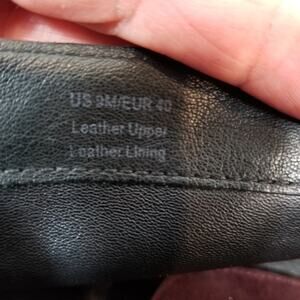 US 9M/EUR 40
Leather Upper
Leather Lining